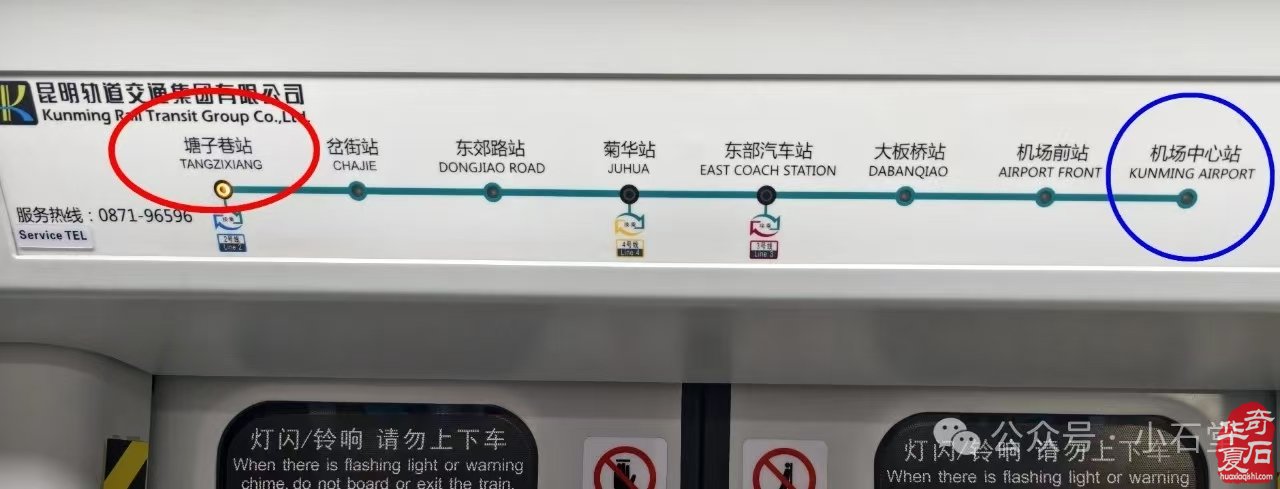 昆明轨道交通集团有限公司
Kunming Rail Transit Group Co.,Ltd.
塘子巷站
TANGZIXIANG
岔街站
CHAJIE
东郊路站
DONGJIAO ROAD
菊华站
JUHUA
东部汽车站
EAST COACH STATION
大板桥站
DABANQIAO
机场前站
AIRPORT FRONT
机场中心站
KUNMING AIRPORT
服务热线：0871-96596
Service TEL
2号线
Line 2
4号线
Line 4
3号线
Line 3
灯闪/铃响 请勿上下车
When there is flashing light or warning
chime, do not board or exit the train.
灯闪/铃响 请勿上下车
When there is flashing light or warning
公众号·小石堂
华夏奇石
huaxiaqishi.com